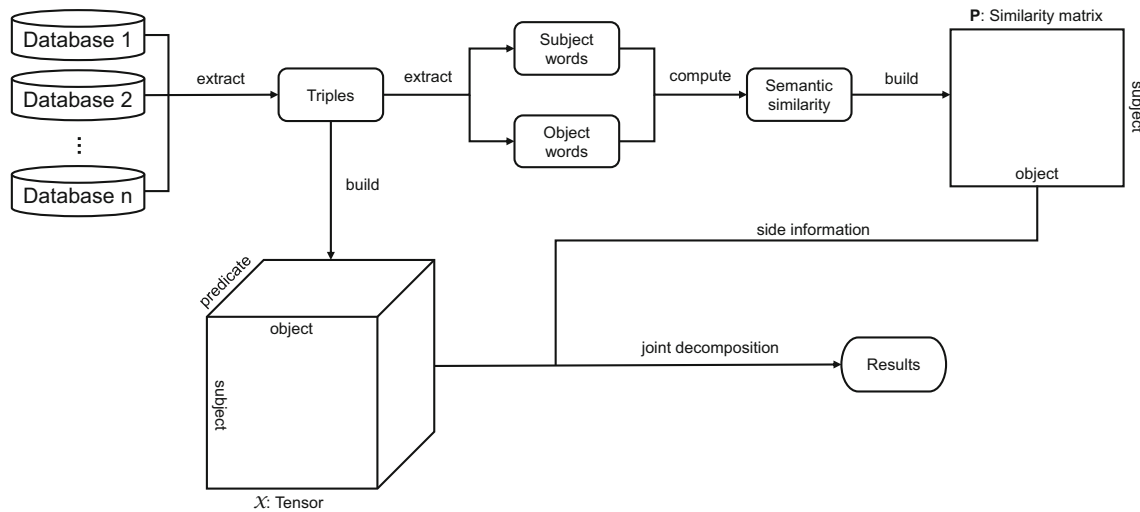 Database 1
Database 2
⋮
Database n
extract
Triples
extract
Subject
words
Object
words
compute
Semantic
similarity
build
P: Similarity matrix
subject
object
build
side information
predicate
object
subject
𝒳: Tensor
joint decomposition
Results